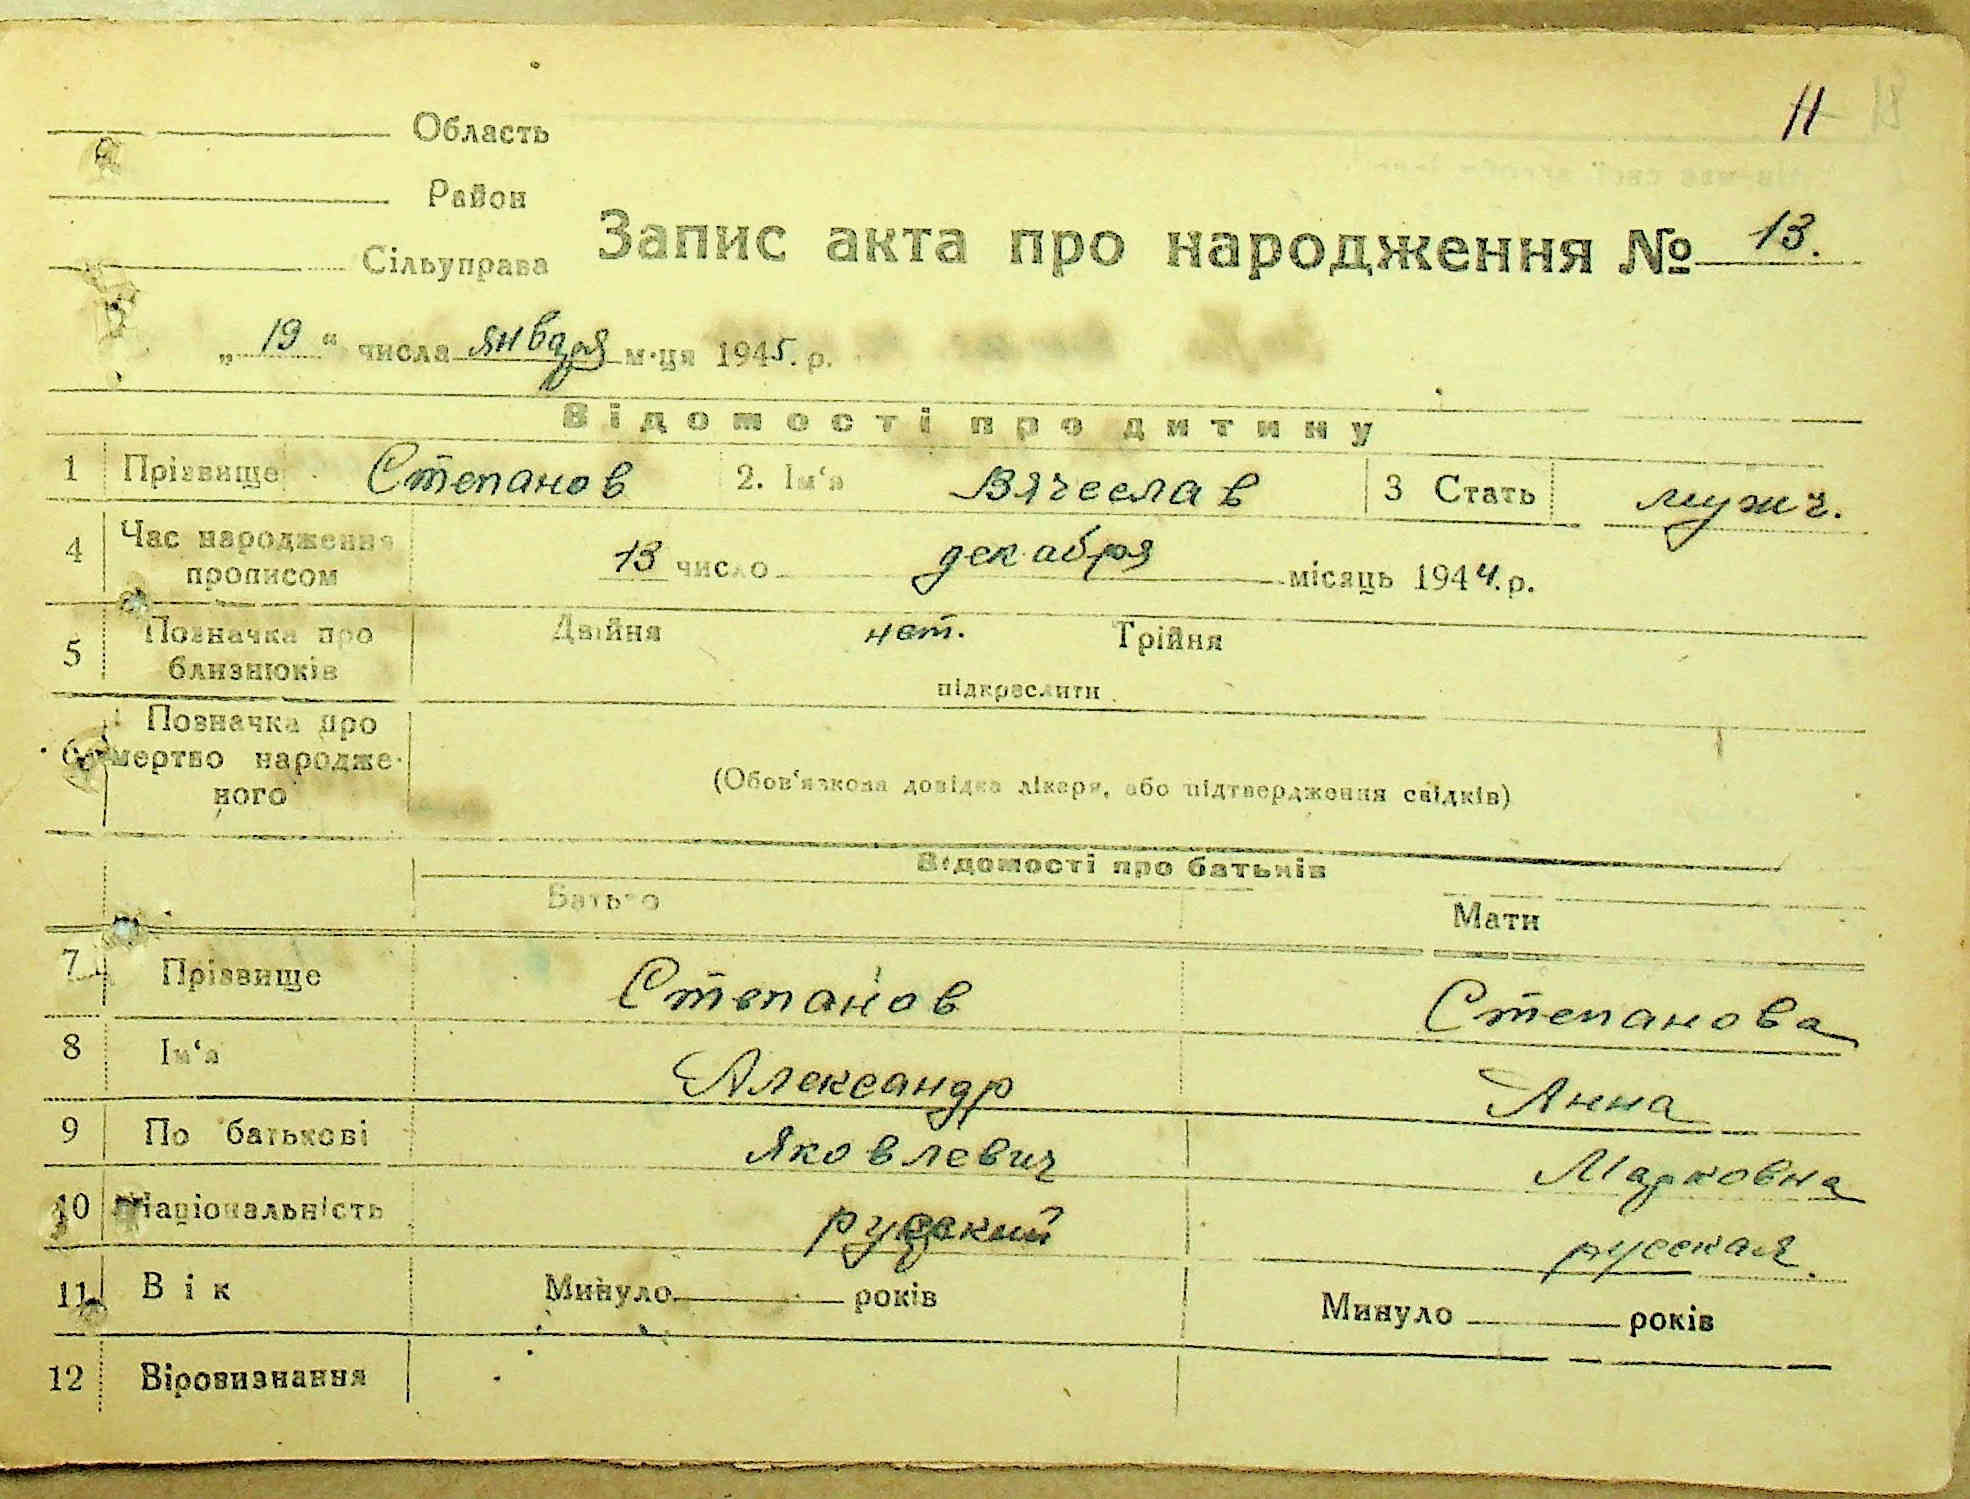 11
Область
Район
Сільуправа
Запис акта про народження № 13.
„ 19 “ числа января м-ця 1945. р.
Відомості про дитину
1 Прізвище Степанов 2. Ім‘я Вячеслав 3 Стать мужч.
4 Час народження прописом 13 число декабря місяць 1944. р.
5 Позначка про близнюків Двійня нет. Трійня
підкреслити
6 Позначка про мертво народженого
(Обов‘язкова довідка лікаря, або підтвердження свідків)
Відомості про батьків
Батько Мати
7 Прізвище Степанов Степанова
8 Ім‘я Александр Анна
9 По батькові Яковлевич Марковна
10 Національність русский русская
11 Вік Минуло років Минуло років
12 Віровизнання